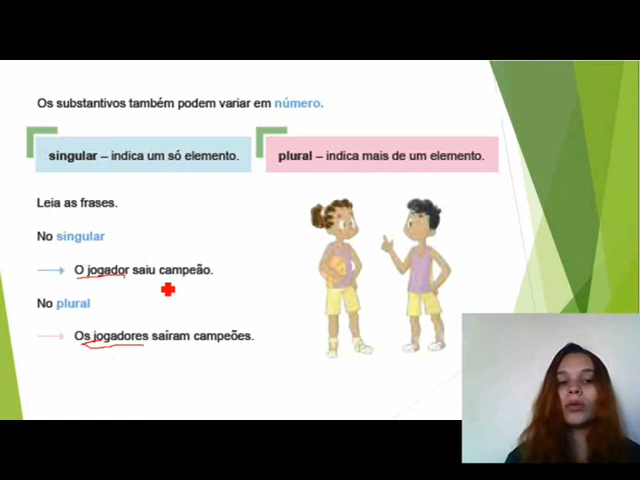 Os substantivos também podem variar em número.
singular – indica um só elemento.
plural – indica mais de um elemento.
Leia as frases.
No singular
O jogador saiu campeão.
No plural
Os jogadores saíram campeões.